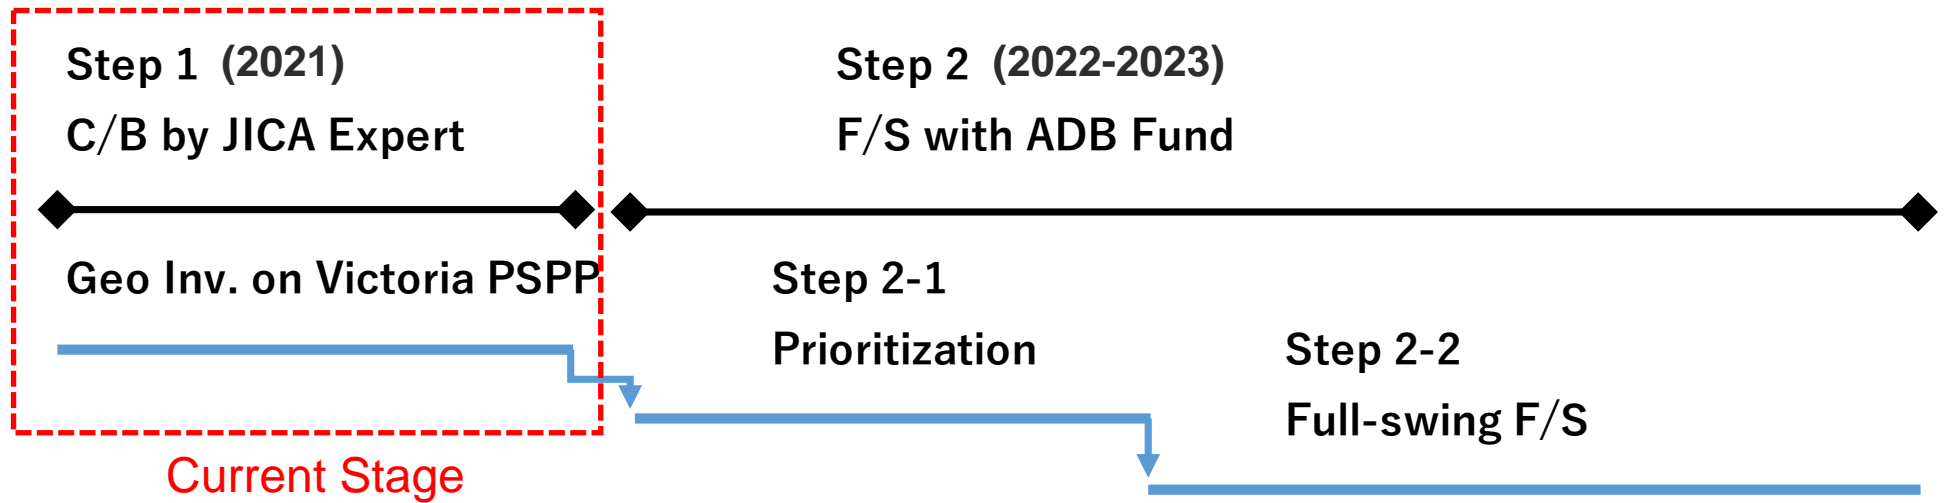 Step 1 (2021)
C/B by JICA Expert
Geo Inv. on Victoria PSPP
Current Stage
Step 2 (2022-2023)
F/S with ADB Fund
Step 2-1
Prioritization
Step 2-2
Full-swing F/S